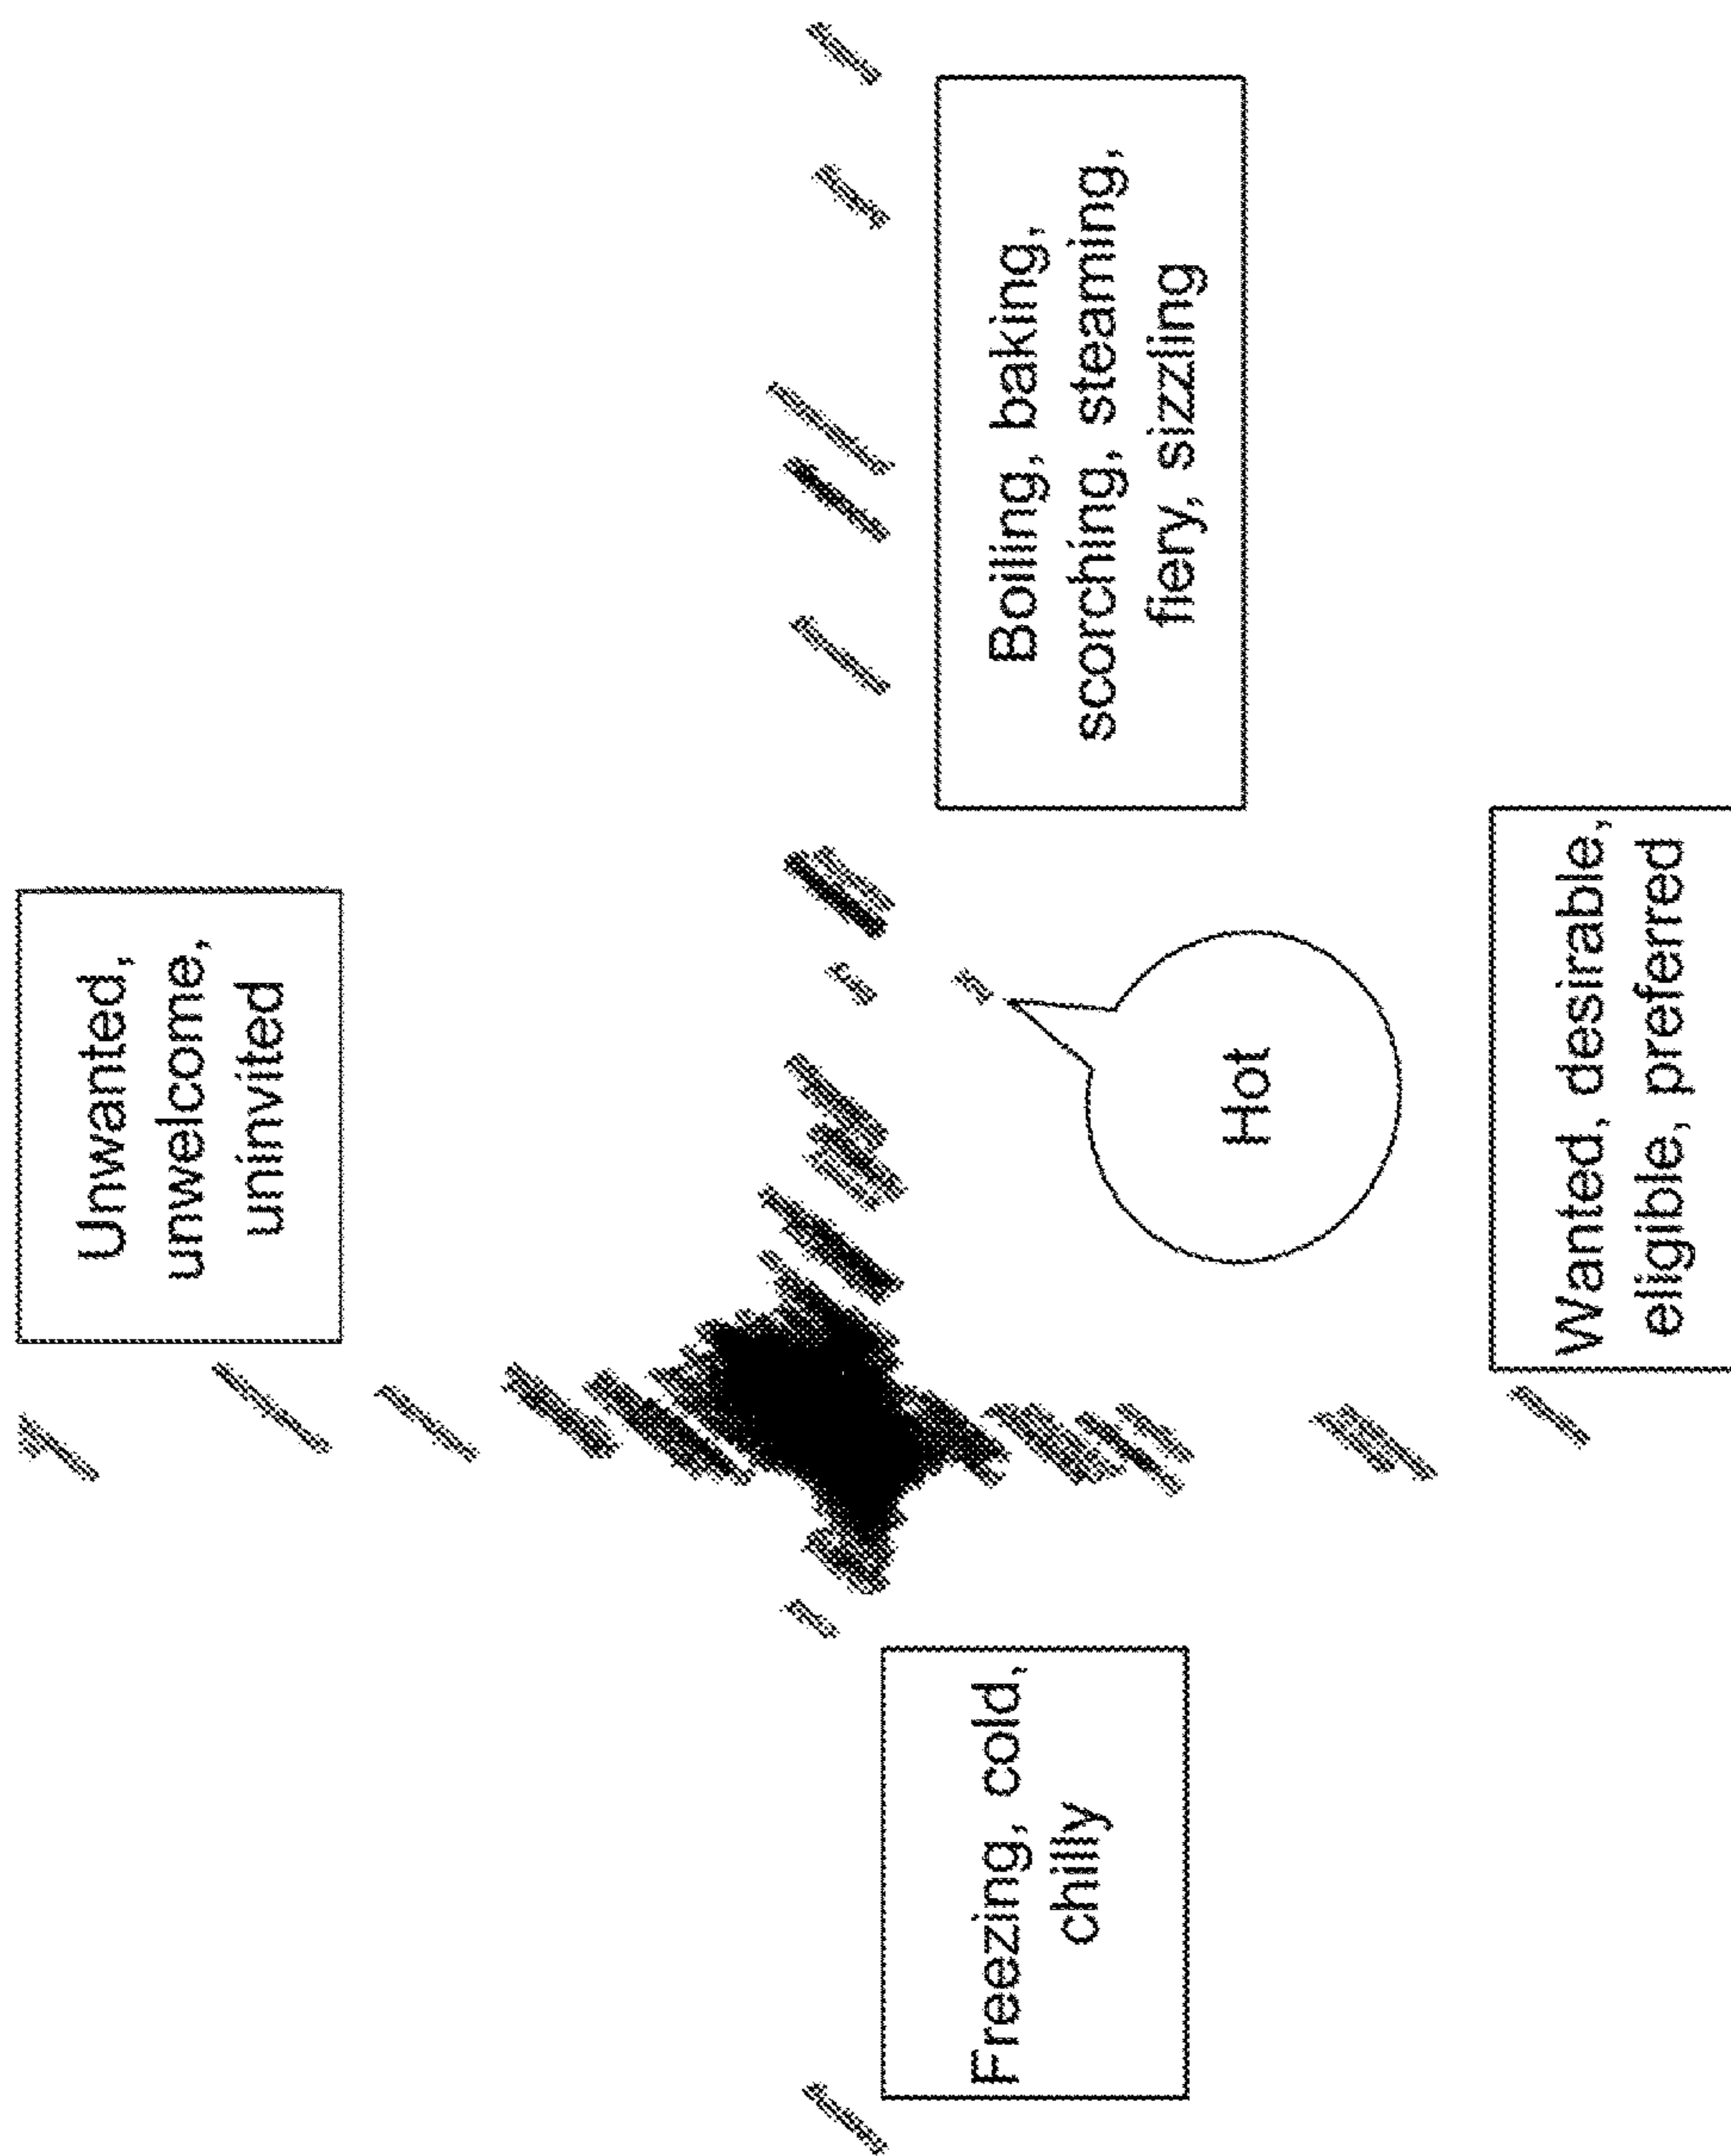 Unwanted,
unwelcome,
uninvited
Freezing, cold,
chilly
Hot
Boiling, baking,
scorching, steaming,
fiery, sizzling
Wanted, desirable,
eligible, preferred